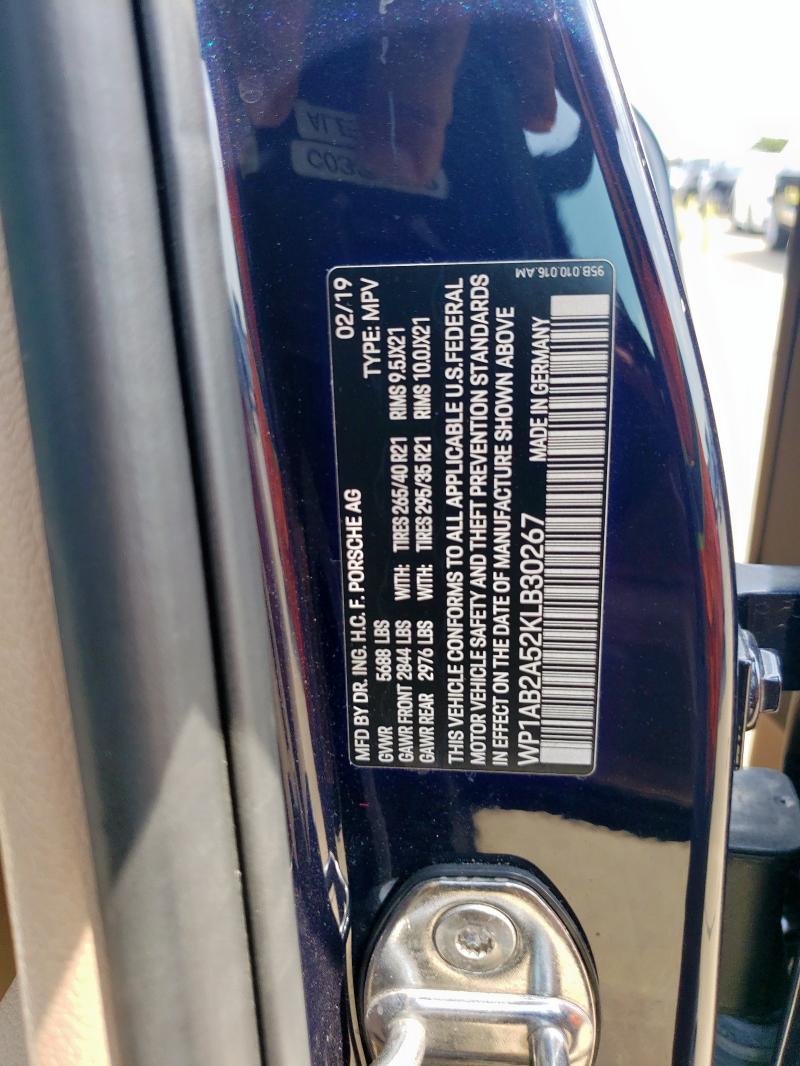 MFD BY DR. ING. H.C. F. PORSCHE AG 02/19
GVWR 5688 LBS TYPE: MPV
GAWR FRONT 2844 LBS WITH: TIRES 265/40 R21 RIMS 9.5JX21
GAWR REAR 2976 LBS WITH: TIRES 295/35 R21 RIMS 10.0JX21
THIS VEHICLE CONFORMS TO ALL APPLICABLE U.S.FEDERAL
MOTOR VEHICLE SAFETY AND THEFT PREVENTION STANDARDS
IN EFFECT ON THE DATE OF MANUFACTURE SHOWN ABOVE
WP1AB2A52KLB30267 MADE IN GERMANY
95B.010.016.AM